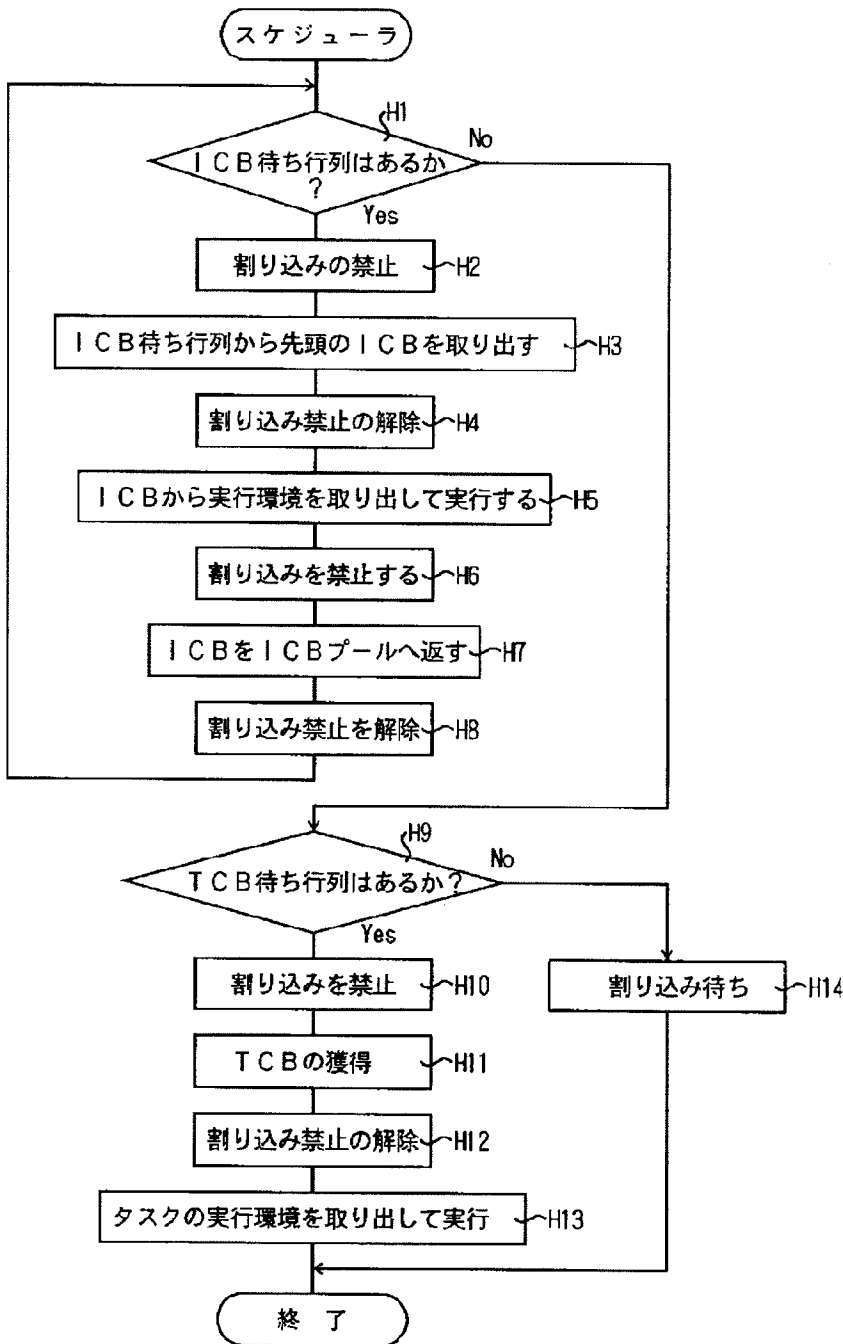 スケジューラ
H1
No
ICB待ち行列はあるか
?
Yes
割り込みの禁止
H2
ICB待ち行列から先頭のICBを取り出す
H3
割り込み禁止の解除
H4
ICBから実行環境を取り出して実行する
H5
割り込みを禁止する
H6
ICBをICBプールへ返す
H7
割り込み禁止を解除
H8
H9
No
TCB待ち行列はあるか?
Yes
割り込みを禁止
H10
割り込み待ち
H14
TCBの獲得
H11
割り込み禁止の解除
H12
タスクの実行環境を取り出して実行
H13
終了